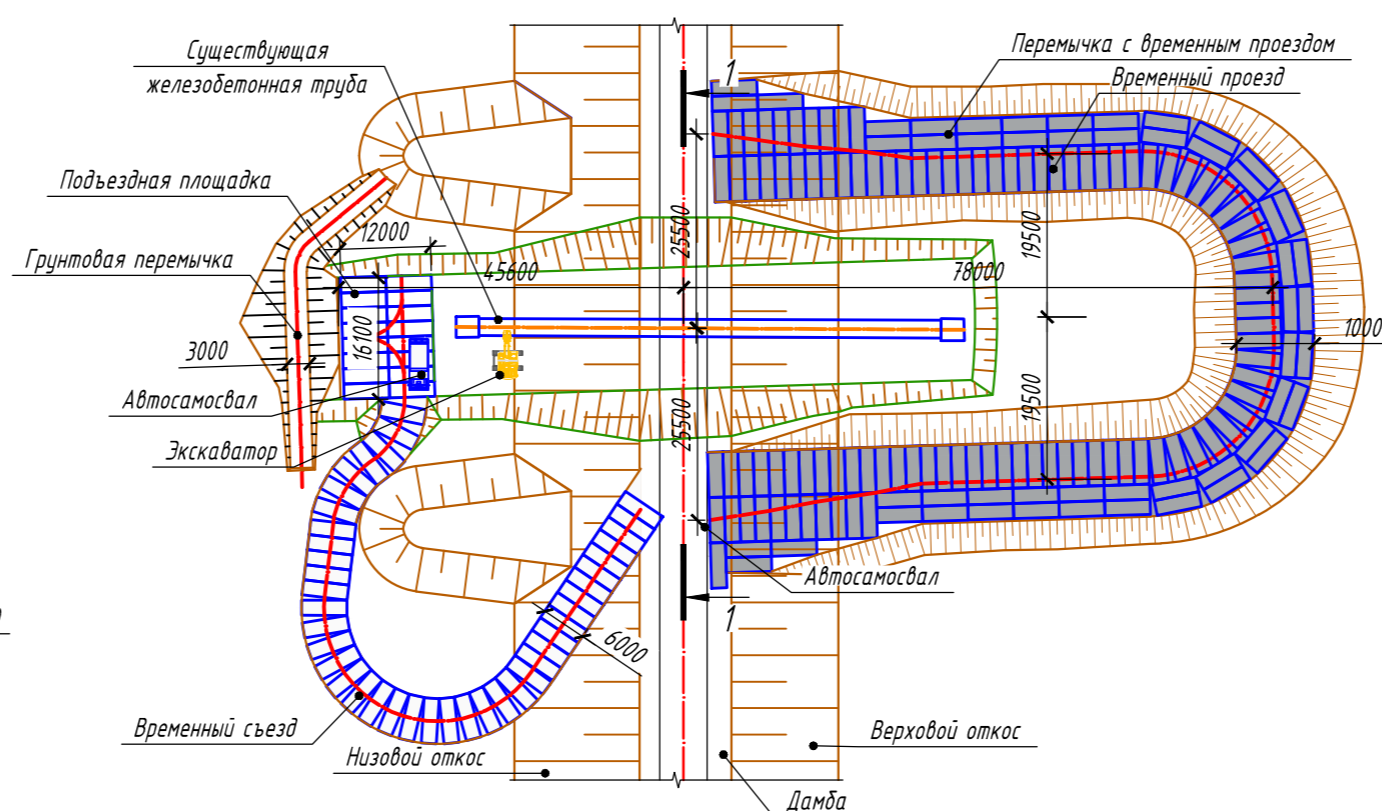 Существующая
железобетонная труба
1
Перемычка с временным проездом
Временный проезд
Подъездная площадка
12000
25500
19500
Грунтовая перемычка
45600
78000
16100
3000
1000
Автосамосвал
19500
25500
Экскаватор
Автосамосвал
1
6000
Временный съезд
Низовой откос
Верховой откос
Дамба